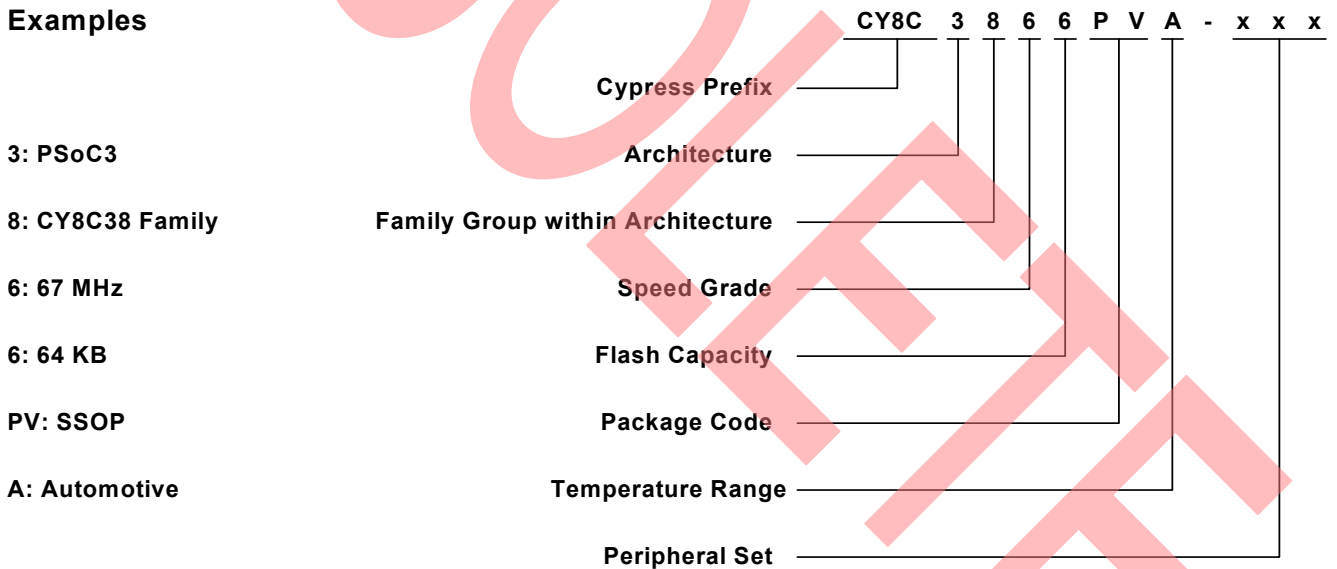 Examples CY8C 3 8 6 6 P V A - x x x
Cypress Prefix
3: PSoC3 Architecture
8: CY8C38 Family Family Group within Architecture
6: 67 MHz Speed Grade
6: 64 KB Flash Capacity
PV: SSOP Package Code
A: Automotive Temperature Range
Peripheral Set